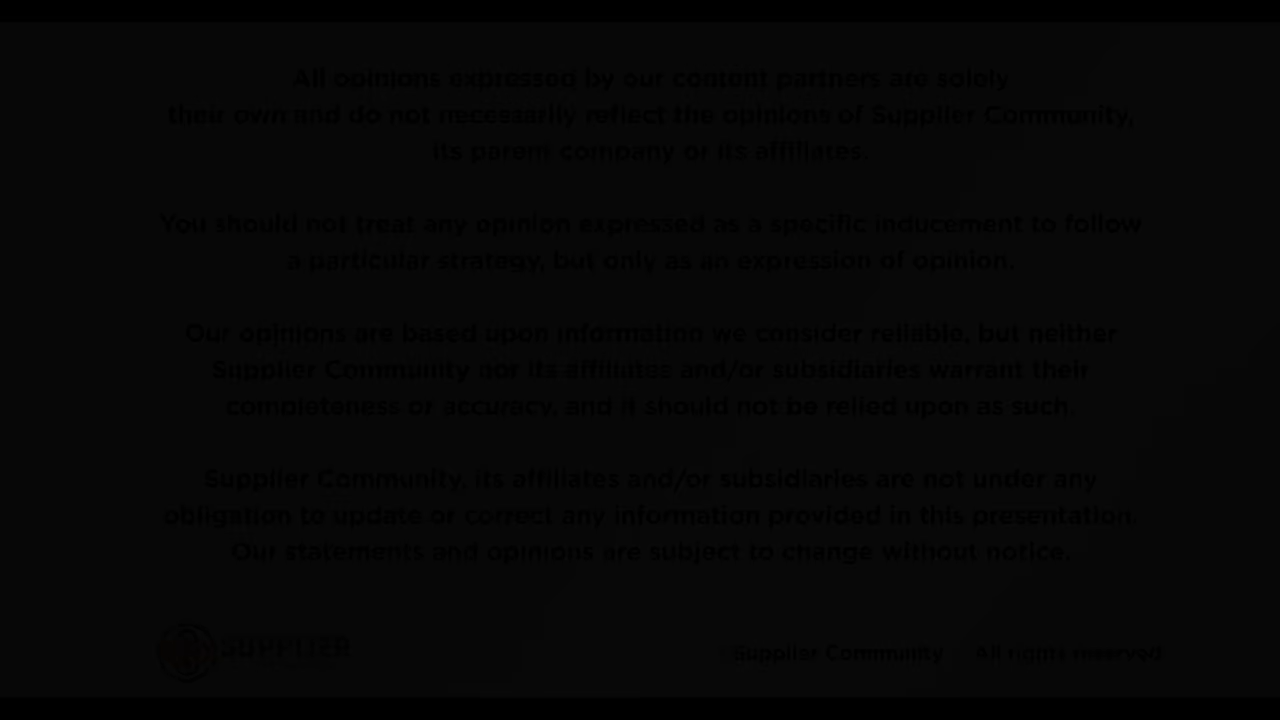 All opinions expressed by our content partners are solely
their own and do not necessarily reflect the opinions of Supplier Community,
its parent company or its affiliates.
You should not treat any opinion expressed as a specific inducement to follow
a particular strategy, but only as an expression of opinion.
Our opinions are based upon information we consider reliable, but neither
Supplier Community nor its affiliates and/or subsidiaries warrant their
completeness or accuracy, and it should not be relied upon as such.
Supplier Community, its affiliates and/or subsidiaries are not under any
obligation to update or correct any information provided in this presentation.
Our statements and opinions are subject to change without notice.
SUPPLIER
Supplier Community All rights reserved